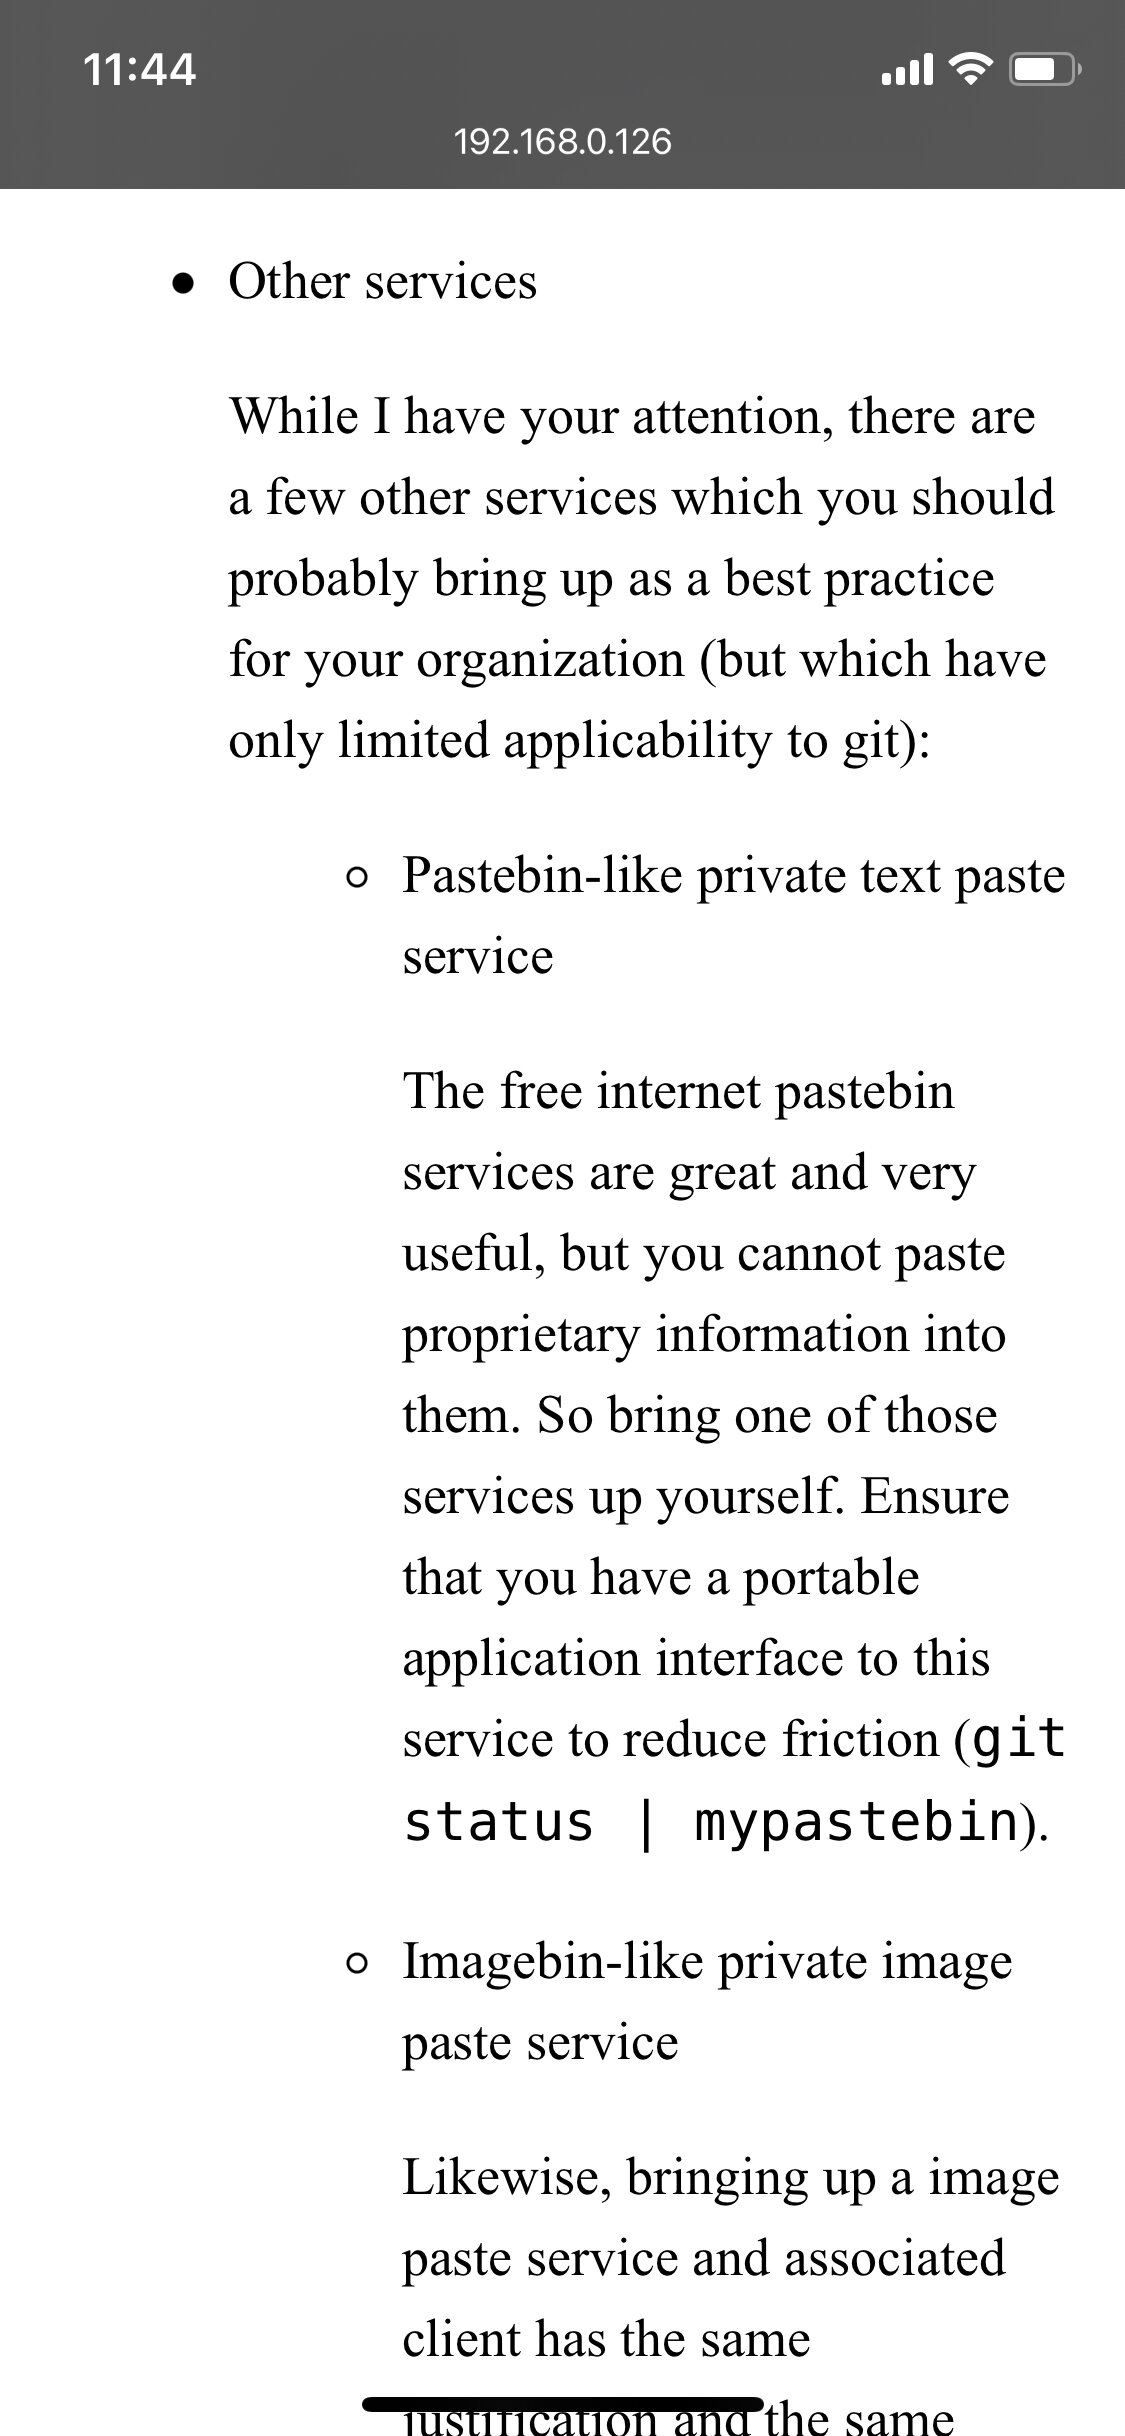 11:44
192.168.0.126
• Other services
While I have your attention, there are
a few other services which you should
probably bring up as a best practice
for your organization (but which have
only limited applicability to git):
◦ Pastebin-like private text paste
service
The free internet pastebin
services are great and very
useful, but you cannot paste
proprietary information into
them. So bring one of those
services up yourself. Ensure
that you have a portable
application interface to this
service to reduce friction (git
status | mypastebin).
◦ Imagebin-like private image
paste service
Likewise, bringing up a image
paste service and associated
client has the same
justification and the same